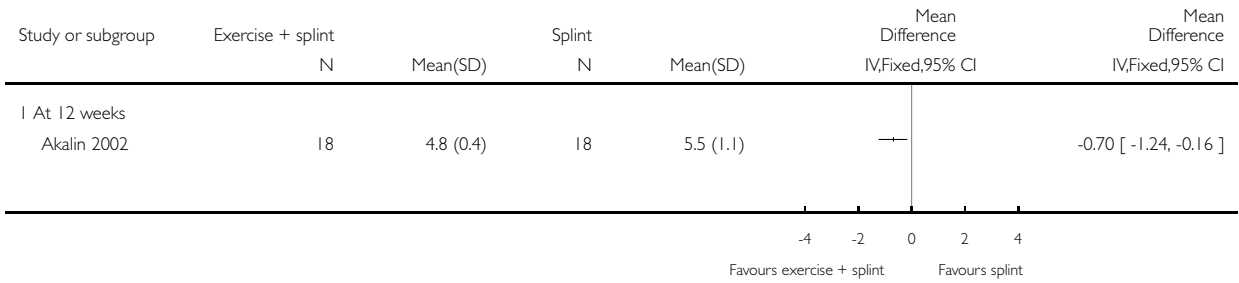 Mean Mean
Study or subgroup Exercise + splint Splint Difference Difference
N Mean(SD) N Mean(SD) IV,Fixed,95% CI IV,Fixed,95% CI
1 At 12 weeks
Akalin 2002 18 4.8 (0.4) 18 5.5 (1.1) -0.70 [ -1.24, -0.16 ]
-4 -2 0 2 4
Favours exercise + splint Favours splint